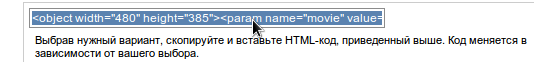 <object width="480" height="385"><param name="movie" value=
Выбрав нужный вариант, скопируйте и вставьте HTML-код, приведенный выше. Код меняется в
зависимости от вашего выбора.